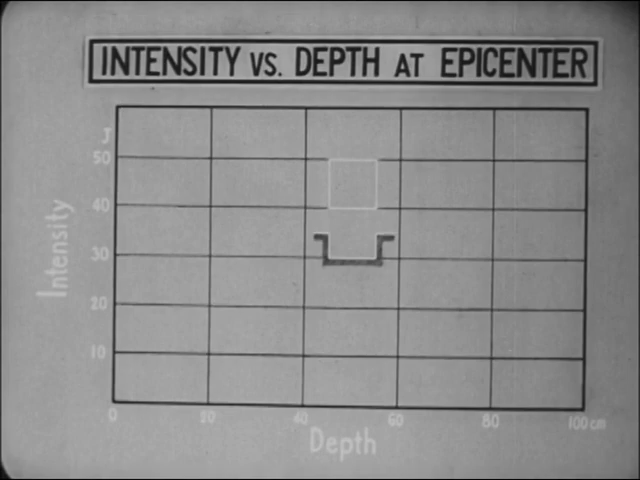 INTENSITY VS. DEPTH AT EPICENTER
J
50
40
30
20
10
Intensity
0 20 40 60 80 100 cm
Depth